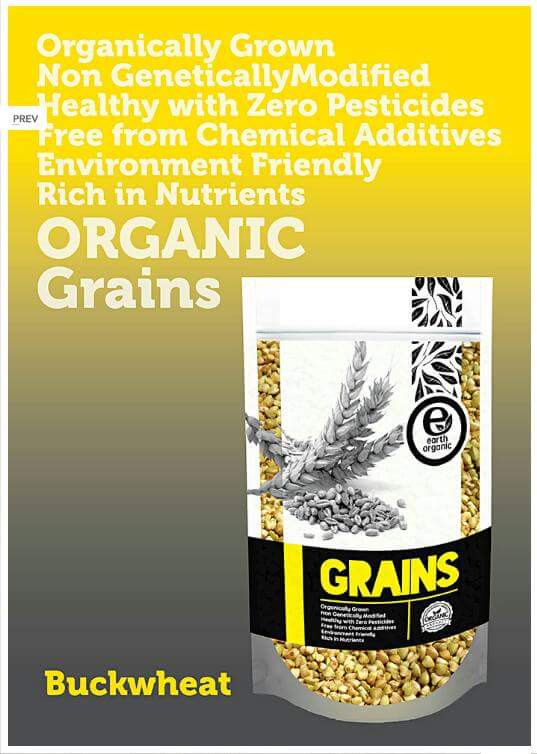 Organically Grown
Non GeneticallyModified
Healthy with Zero Pesticides
PREV
Free from Chemical Additives
Environment Friendly
Rich in Nutrients
ORGANIC
Grains
e
earth
organic
GRAINS
Organically Grown
Non Genetically Modified
Healthy with Zero Pesticides
Free from Chemical Additives
Environment Friendly
Rich in Nutrients
ORGANIC
Buckwheat